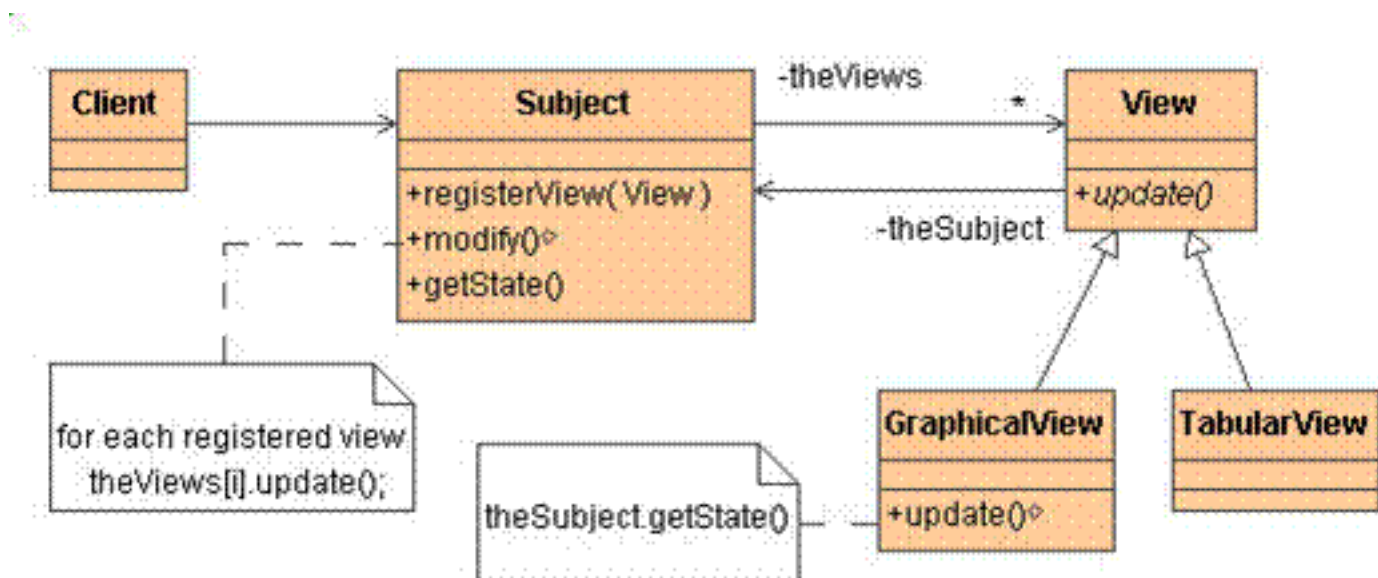 Client
Subject
+registerView( View )
+modify()
+getState()
-theViews
*
View
+update()
-theSubject
for each registered view
theViews[i].update();
theSubject.getState()
GraphicalView
+update()
TabularView